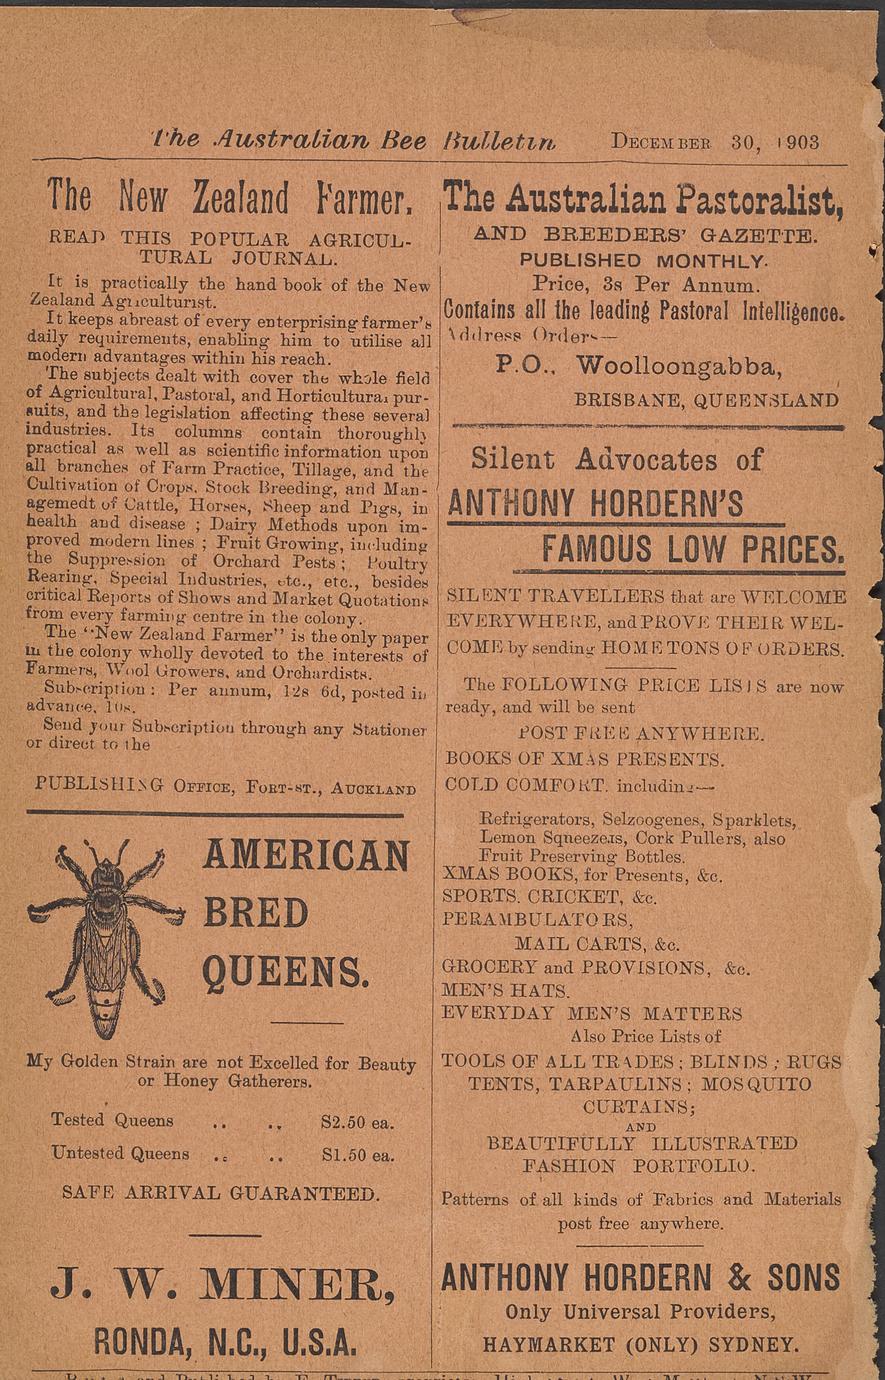 The Australian Bee Bulletin DECEMBER 30, 1903
The New Zealand Farmer.
READ THIS POPULAR AGRICUL-
TURAL JOURNAL.
It is practically the hand book of the New
Zealand Agriculturist.
It keeps abreast of every enterprising farmer's
daily requirements, enabling him to utilise all
modern advantages within his reach.
The subjects dealt with cover the whole field
of Agricultural, Pastoral, and Horticultural pur-
suits, and the legislation affecting these several
industries. Its columns contain thoroughly
practical as well as scientific information upon
all branches of Farm Practice, Tillage, and the
Cultivation of Crops. Stock Breeding, and Man-
agemedt of Cattle, Horses, Sheep and Pigs, in
health and disease ; Dairy Methods upon im-
proved modern lines ; Fruit Growing, including
the Suppression of Orchard Pests ; Poultry
Rearing, Special Industries, etc., etc., besides
critical Reports of Shows and Market Quotations
from every farming centre in the colony.
The "New Zealand Farmer" is the only paper
in the colony wholly devoted to the interests of
Farmers, Wool Growers, and Orchardists.
Subscription : Per annum, 12s 6d, posted in
advance, 10s.
Send your Subscription through any Stationer
or direct to the
PUBLISHING OFFICE, FORT-ST., AUCKLAND
AMERICAN
BRED
QUEENS.
My Golden Strain are not Excelled for Beauty
or Honey Gatherers.
Tested Queens .. .. S2.50 ea.
Untested Queens .. .. S1.50 ea.
SAFE ARRIVAL GUARANTEED.
J. W. MINER,
RONDA, N.C., U.S.A.
The Australian Pastoralist,
AND BREEDERS' GAZETTE.
PUBLISHED MONTHLY.
Price, 3s Per Annum.
Contains all the leading Pastoral Intelligence.
Address Orders—
P.O., Woolloongabba,
BRISBANE, QUEENSLAND
Silent Advocates of
ANTHONY HORDERN'S
FAMOUS LOW PRICES.
SILENT TRAVELLERS that are WELCOME
EVERYWHERE, and PROVE THEIR WEL-
COME by sending HOME TONS OF ORDERS.
The FOLLOWING PRICE LISTS are now
ready, and will be sent
POST FREE ANYWHERE.
BOOKS OF XMAS PRESENTS.
COLD COMFORT. including—
Refrigerators, Selzoogenes, Sparklets,
Lemon Sqneezers, Cork Pullers, also
Fruit Preserving Bottles.
XMAS BOOKS, for Presents, &c.
SPORTS. CRICKET, &c.
PERAMBULATORS,
MAIL CARTS, &c.
GROCERY and PROVISIONS, &c.
MEN'S HATS.
EVERYDAY MEN'S MATTERS
Also Price Lists of
TOOLS OF ALL TRADES ; BLINDS ; RUGS
TENTS, TARPAULINS ; MOSQUITO
CURTAINS;
AND
BEAUTIFULLY ILLUSTRATED
FASHION PORTFOLIO.
Patterns of all kinds of Fabrics and Materials
post free anywhere.
ANTHONY HORDERN & SONS
Only Universal Providers,
HAYMARKET (ONLY) SYDNEY.